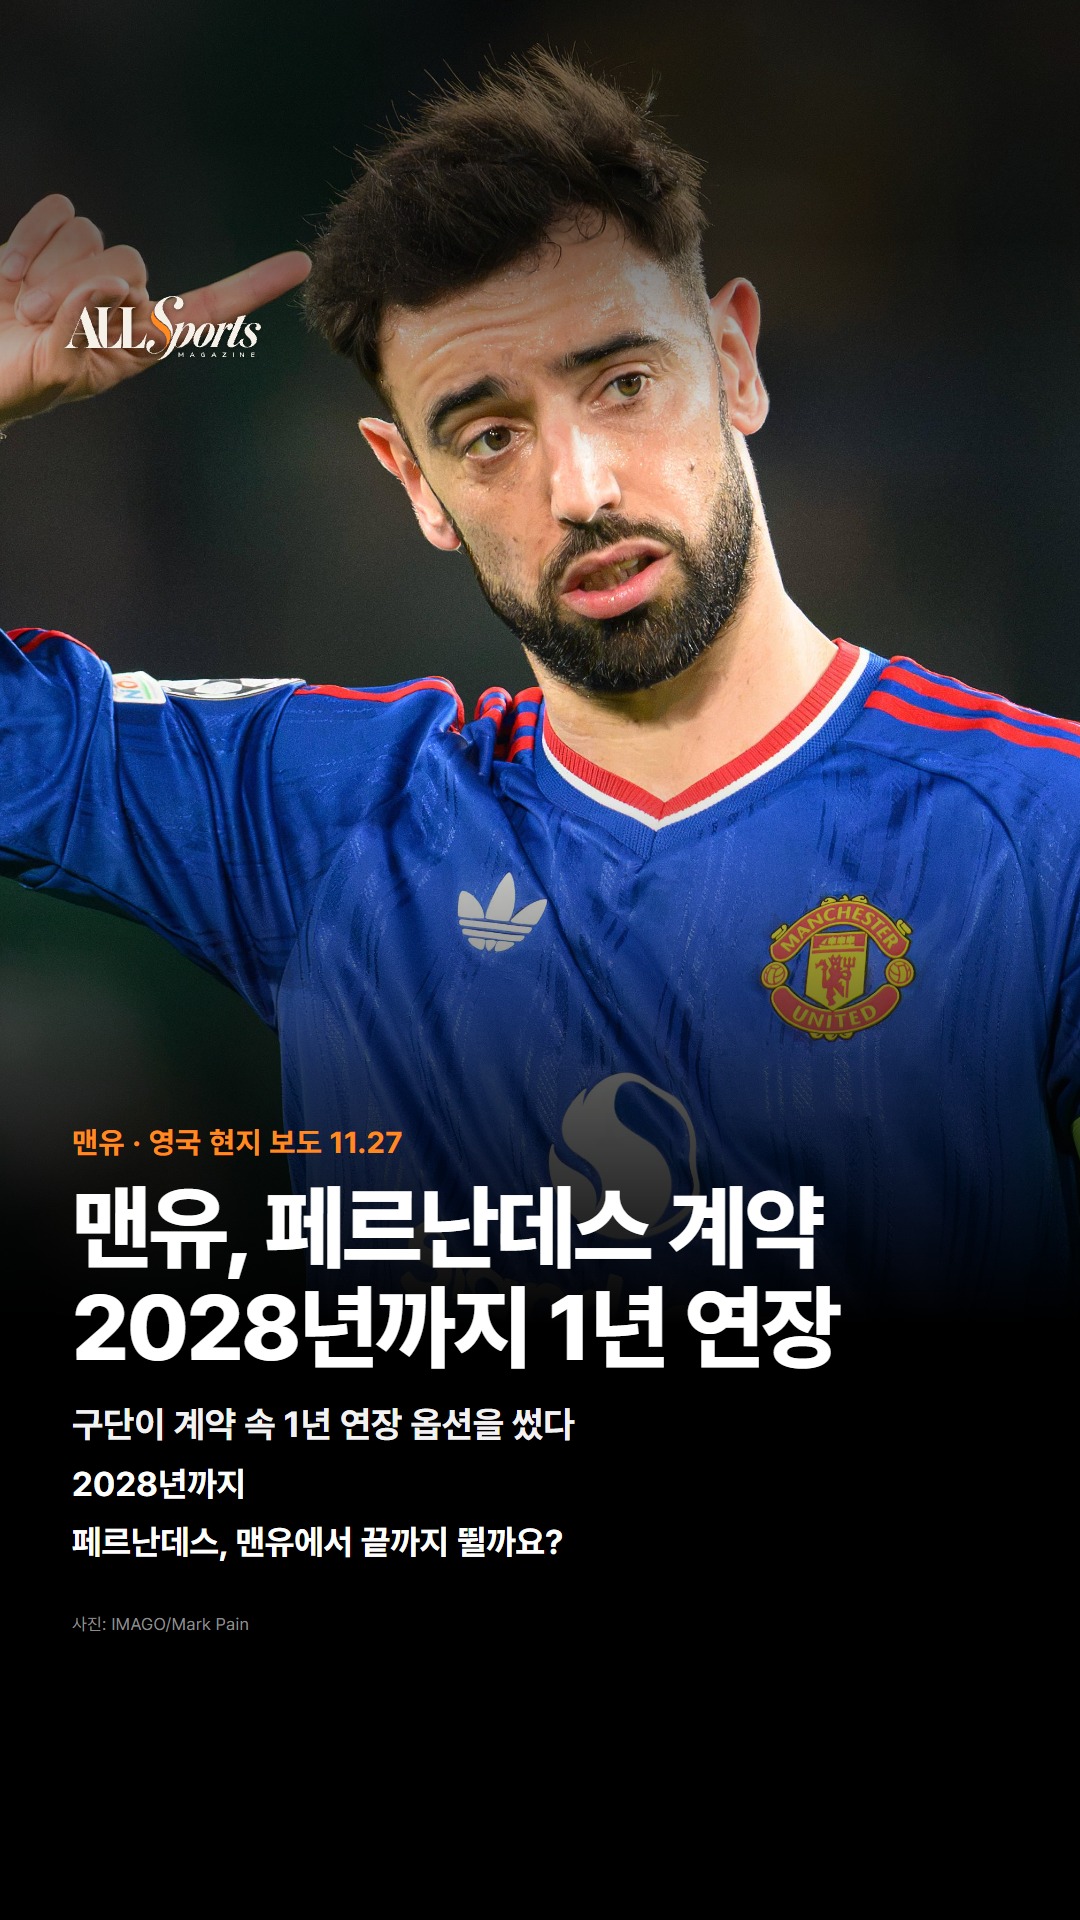 ALL Sports
MAGAZINE
MANCHESTER
UNITED
맨유 · 영국 현지 보도 11.27
맨유, 페르난데스 계약
2028년까지 1년 연장
구단이 계약 속 1년 연장 옵션을 썼다
2028년까지
페르난데스, 맨유에서 끝까지 뛸까요?
사진: IMAGO/Mark Pain